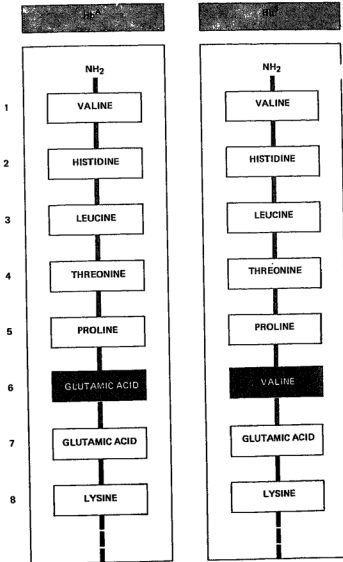 NH2
NH2
1
VALINE
VALINE
2
HISTIDINE
HISTIDINE
3
LEUCINE
LEUCINE
4
THREONINE
THREONINE
5
PROLINE
PROLINE
6
GLUTAMIC ACID
VALINE
7
GLUTAMIC ACID
GLUTAMIC ACID
8
LYSINE
LYSINE